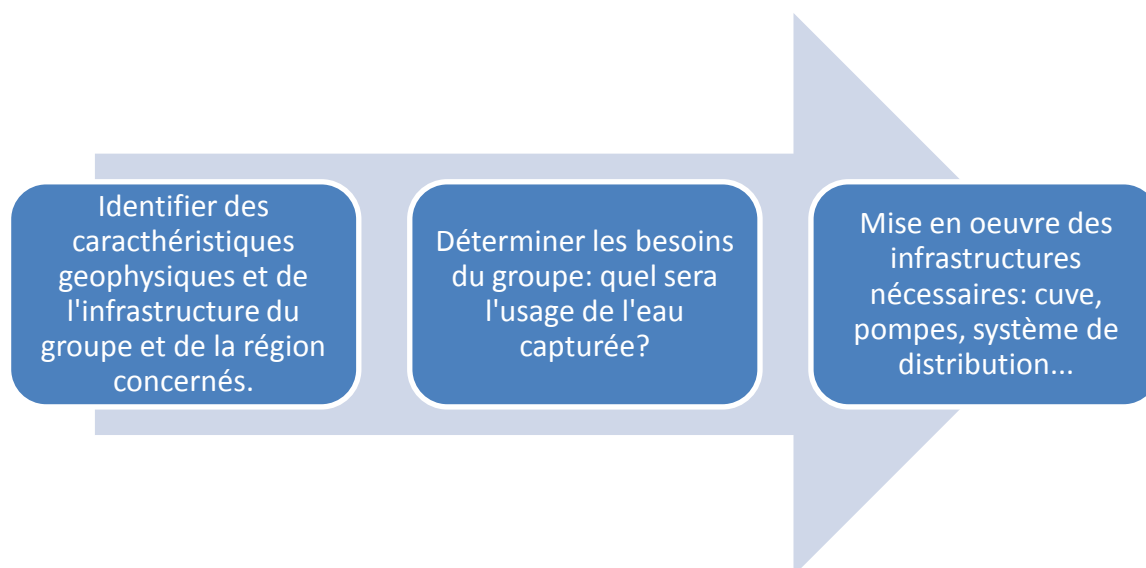 Identifier des
caracthéristiques
geophysiques et de
l'infrastructure du
groupe et de la région
concernés.
Déterminer les besoins
du groupe: quel sera
l'usage de l'eau
capturée?
Mise en oeuvre des
infrastructures
nécessaires: cuve,
pompes, système de
distribution...